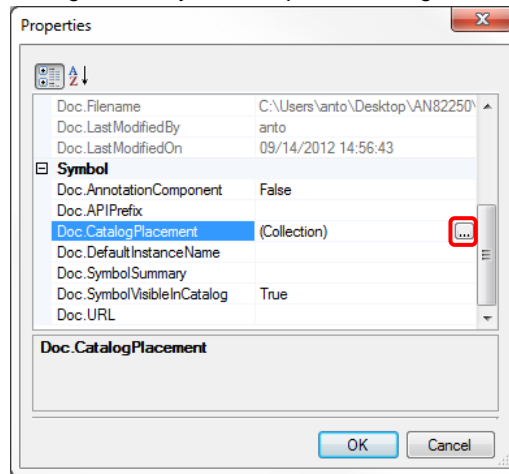 Properties
Doc.Filename C:\Users\anto\Desktop\AN82250\
Doc.LastModifiedBy anto
Doc.LastModifiedOn 09/14/2012 14:56:43
Symbol
Doc.AnnotationComponent False
Doc.APIPrefix
Doc.CatalogPlacement (Collection) ...
Doc.DefaultInstanceName
Doc.SymbolSummary
Doc.SymbolVisibleInCatalog True
Doc.URL
Doc.CatalogPlacement
OK Cancel